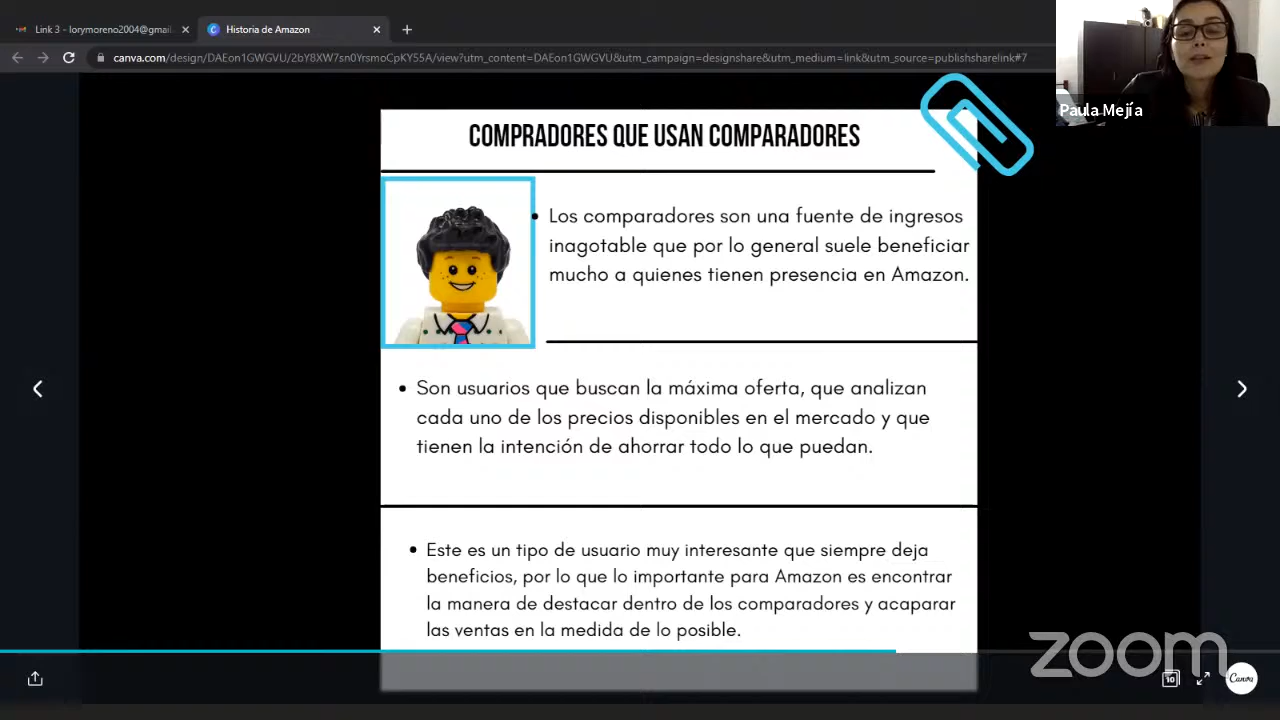 Link 3 - lorymoreno2004@gmail.
Historia de Amazon
canva.com/design/DAEon1GWGVU/2bY8XW7sn0YrsmoCpKY55A/view?utm_content=DAEon1GWGVU&utm_campaign=designshare&utm_medium=link&utm_source=publishsharelink#7
Paula Mejía
COMPRADORES QUE USAN COMPARADORES
• Los comparadores son una fuente de ingresos
inagotable que por lo general suele beneficiar
mucho a quienes tienen presencia en Amazon.
• Son usuarios que buscan la máxima oferta, que analizan
cada uno de los precios disponibles en el mercado y que
tienen la intención de ahorrar todo lo que puedan.
• Este es un tipo de usuario muy interesante que siempre deja
beneficios, por lo que lo importante para Amazon es encontrar
la manera de destacar dentro de los comparadores y acaparar
las ventas en la medida de lo posible.
zoom
10
Canva